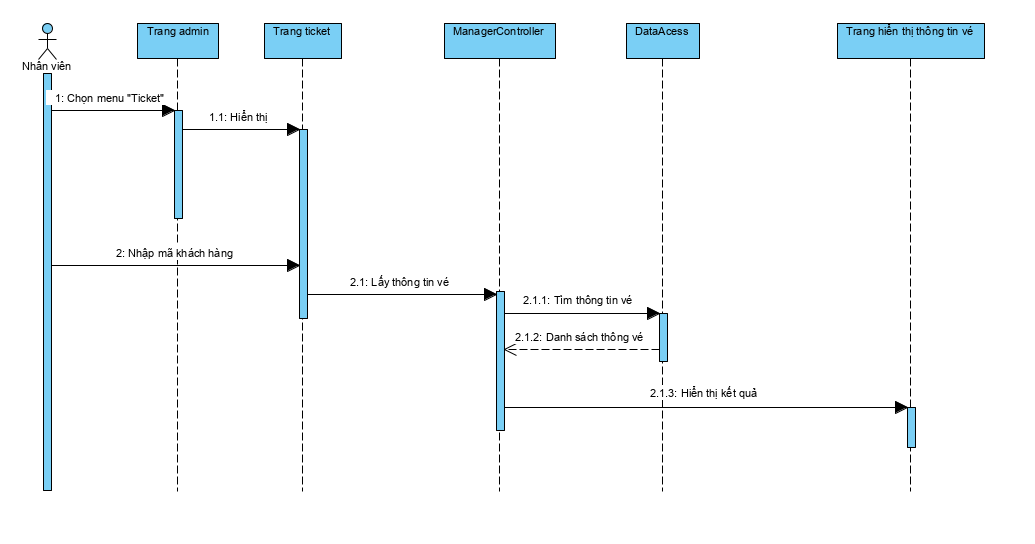 Trang admin
Trang ticket
ManagerController
DataAcess
Trang hiển thị thông tin vé
Nhân viên
1: Chọn menu "Ticket"
1.1: Hiển thị
2: Nhập mã khách hàng
2.1: Lấy thông tin vé
2.1.1: Tìm thông tin vé
2.1.2: Danh sách thông vé
2.1.3: Hiển thị kết quả